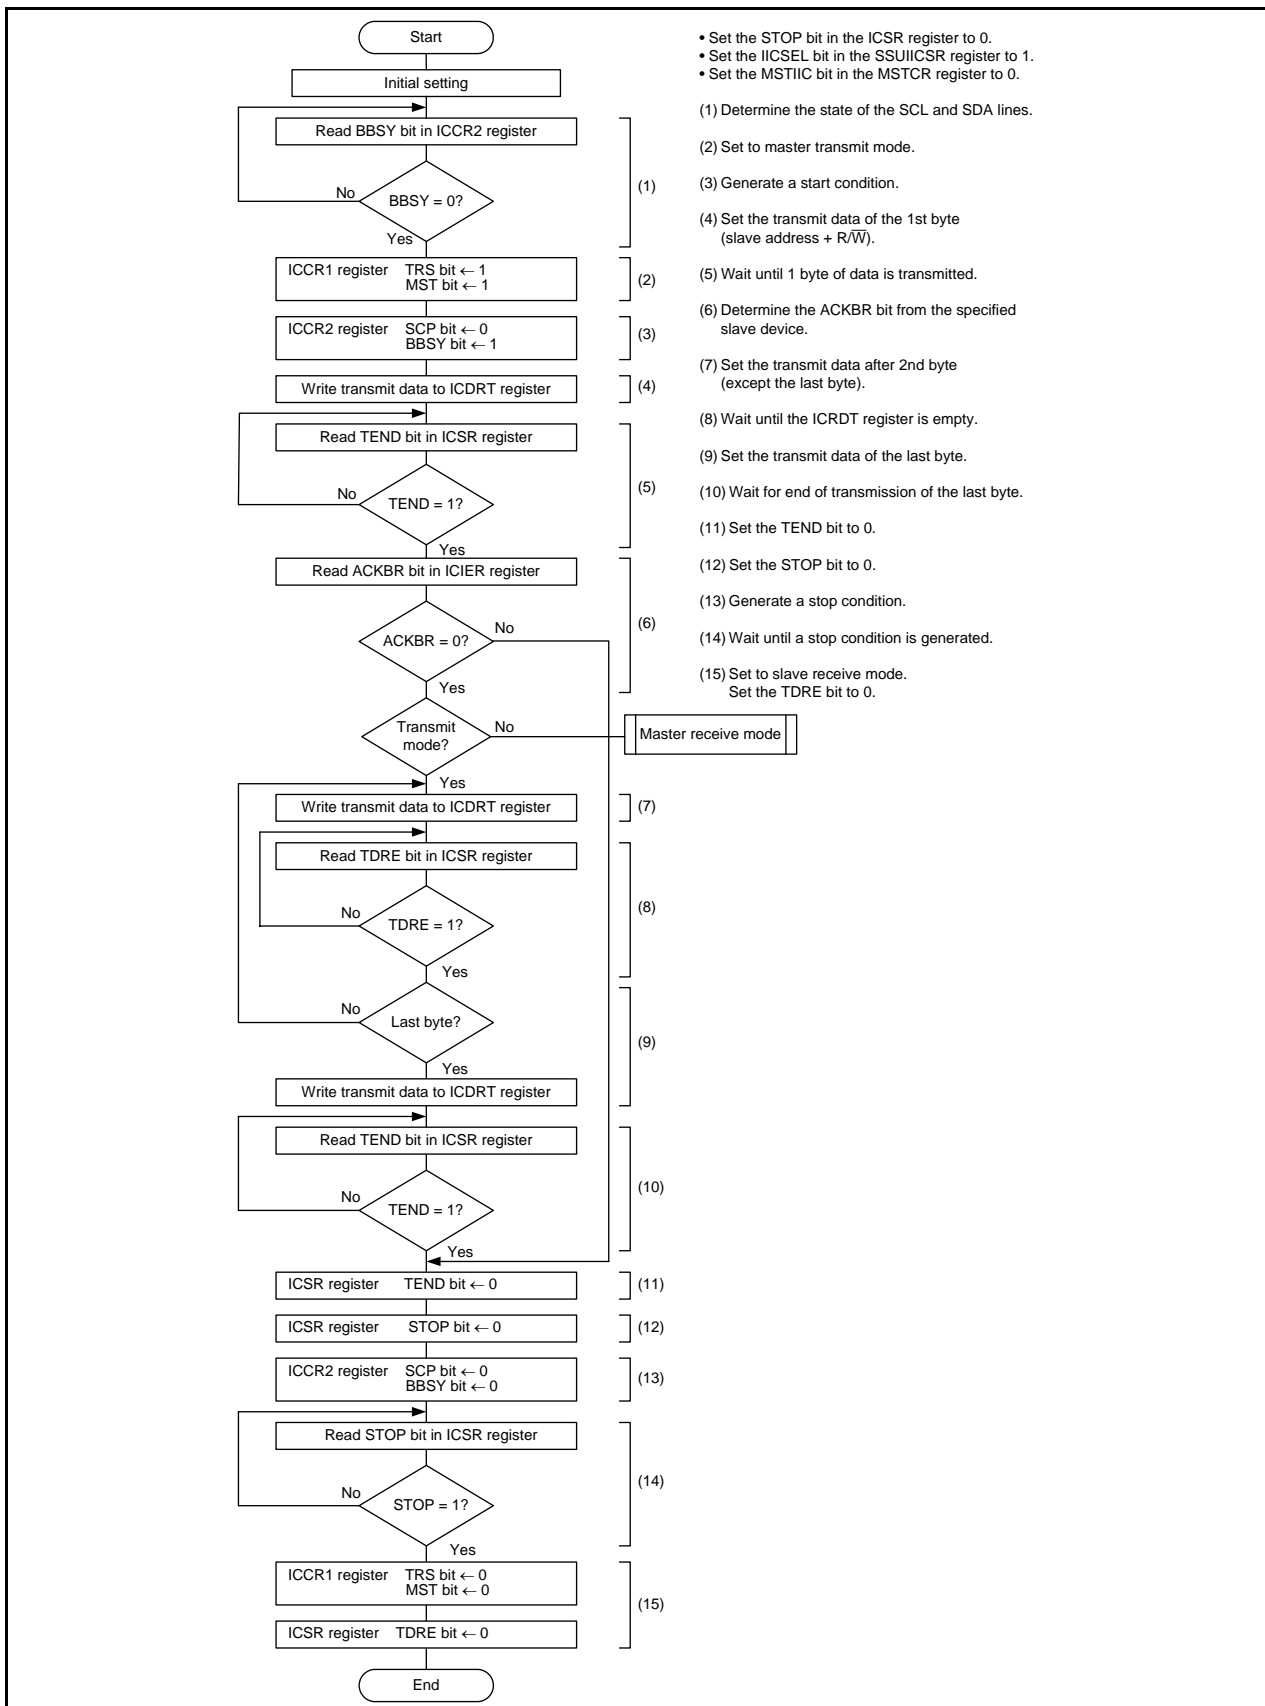 Start
Initial setting
Read BBSY bit in ICCR2 register
No
BBSY = 0?
Yes
(1)
ICCR1 register TRS bit ← 1
MST bit ← 1
(2)
ICCR2 register SCP bit ← 0
BBSY bit ← 1
(3)
Write transmit data to ICDRT register
(4)
Read TEND bit in ICSR register
No
TEND = 1?
Yes
(5)
Read ACKBR bit in ICIER register
ACKBR = 0?
No
Yes
(6)
Transmit
mode?
No
Master receive mode
Yes
Write transmit data to ICDRT register
(7)
Read TDRE bit in ICSR register
No
TDRE = 1?
Yes
(8)
No
Last byte?
Yes
Write transmit data to ICDRT register
(9)
Read TEND bit in ICSR register
No
TEND = 1?
Yes
(10)
ICSR register TEND bit ← 0
(11)
ICSR register STOP bit ← 0
(12)
ICCR2 register SCP bit ← 0
BBSY bit ← 0
(13)
Read STOP bit in ICSR register
No
STOP = 1?
Yes
(14)
ICCR1 register TRS bit ← 0
MST bit ← 0
ICSR register TDRE bit ← 0
(15)
End
• Set the STOP bit in the ICSR register to 0.
• Set the IICSEL bit in the SSUIICSR register to 1.
• Set the MSTIIC bit in the MSTCR register to 0.
(1) Determine the state of the SCL and SDA lines.
(2) Set to master transmit mode.
(3) Generate a start condition.
(4) Set the transmit data of the 1st byte
(slave address + R/W̅).
(5) Wait until 1 byte of data is transmitted.
(6) Determine the ACKBR bit from the specified
slave device.
(7) Set the transmit data after 2nd byte
(except the last byte).
(8) Wait until the ICRDT register is empty.
(9) Set the transmit data of the last byte.
(10) Wait for end of transmission of the last byte.
(11) Set the TEND bit to 0.
(12) Set the STOP bit to 0.
(13) Generate a stop condition.
(14) Wait until a stop condition is generated.
(15) Set to slave receive mode.
Set the TDRE bit to 0.